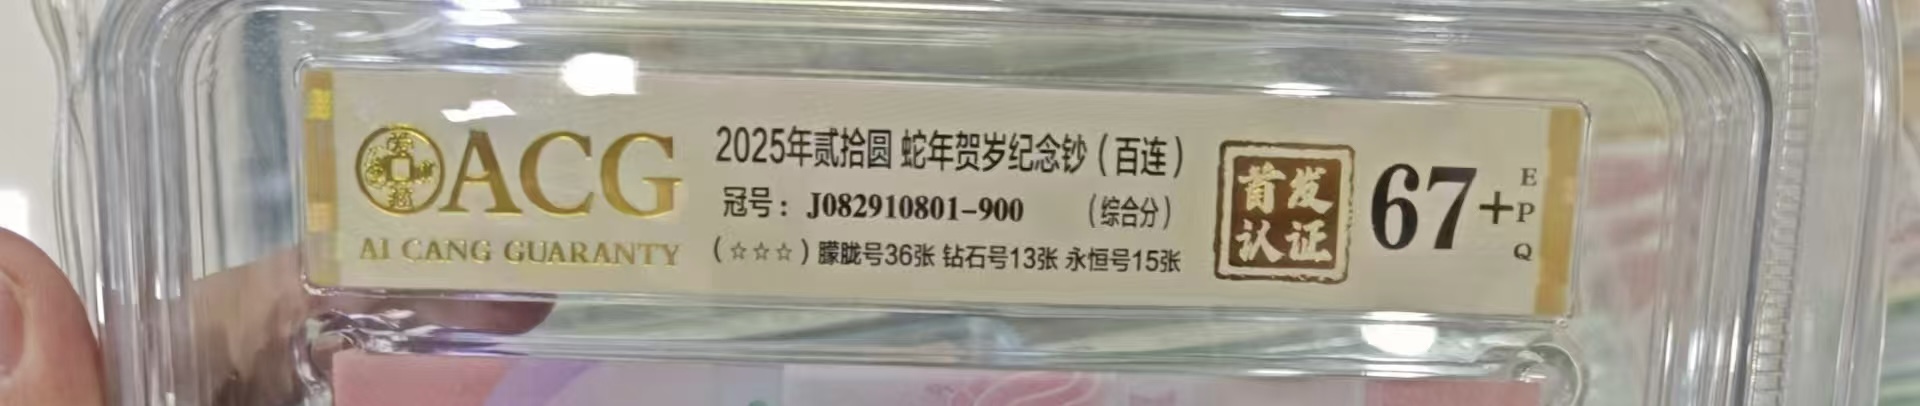 ACG
AI CANG GUARANTY
2025年贰拾圆 蛇年贺岁纪念钞（百连）
冠号：J082910801-900 （综合分）
（☆☆☆）朦胧号36张 钻石号13张 永恒号15张
首发
认证
67+
EPQ